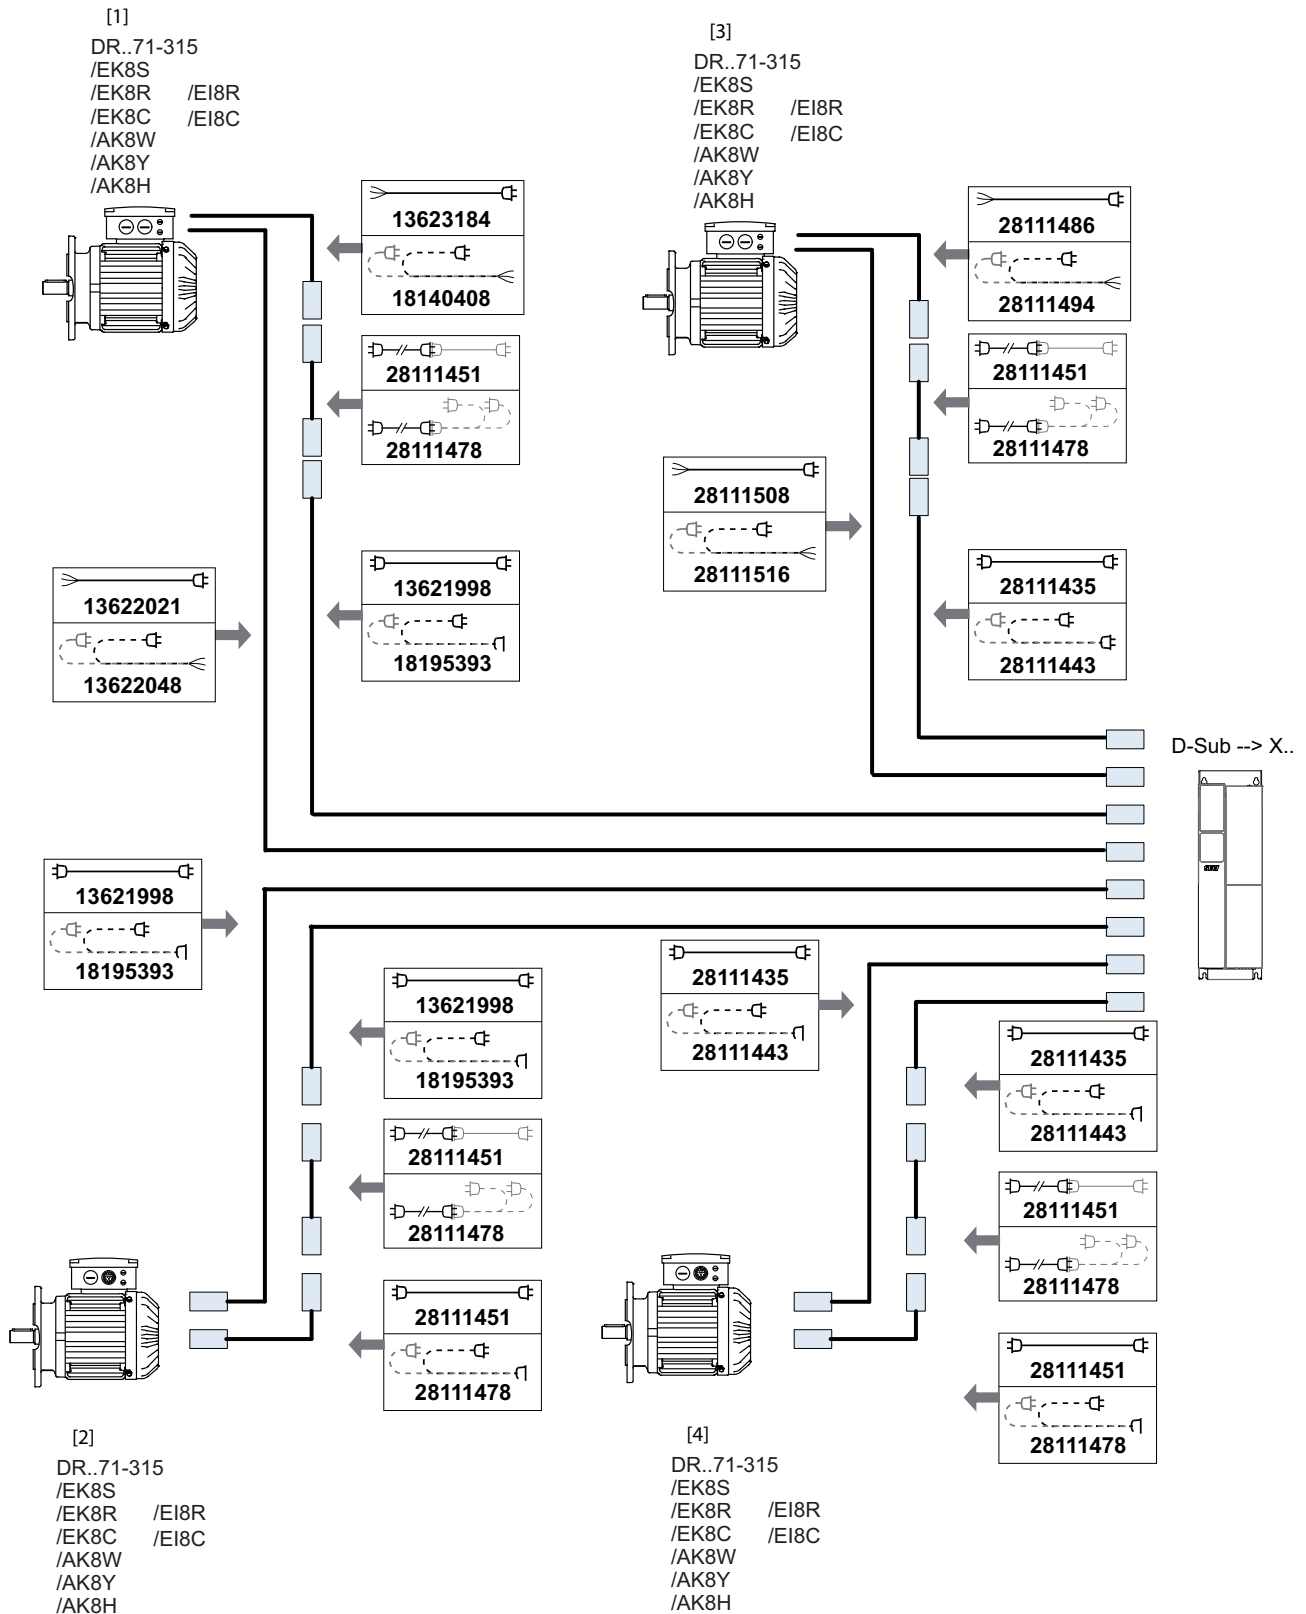 [1]
DR..71-315
/EK8S
/EK8R /EI8R
/EK8C /EI8C
/AK8W
/AK8Y
/AK8H
13623184
18140408
28111451
28111478
13622021
13622048
13621998
18195393
[3]
DR..71-315
/EK8S
/EK8R /EI8R
/EK8C /EI8C
/AK8W
/AK8Y
/AK8H
28111486
28111494
28111451
28111478
28111508
28111516
28111435
28111443
D-Sub --> X..
SEW
13621998
18195393
13621998
18195393
28111451
28111478
28111451
28111478
[2]
DR..71-315
/EK8S
/EK8R /EI8R
/EK8C /EI8C
/AK8W
/AK8Y
/AK8H
28111435
28111443
28111435
28111443
28111451
28111478
28111451
28111478
[4]
DR..71-315
/EK8S
/EK8R /EI8R
/EK8C /EI8C
/AK8W
/AK8Y
/AK8H